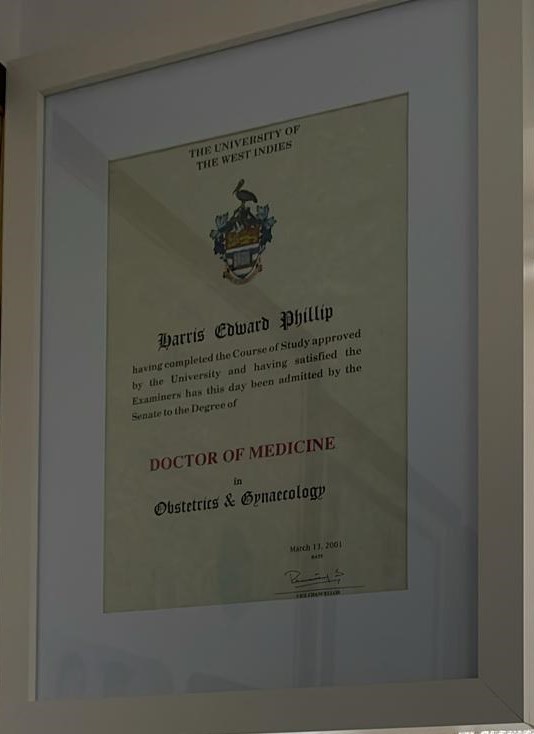 THE UNIVERSITY OF
THE WEST INDIES
Harris Edward Phillip
having completed the Course of Study approved
by the University and having satisfied the
Examiners has this day been admitted by the
Senate to the Degree of
DOCTOR OF MEDICINE
in
Obstetrics & Gynaecology
March 13, 2001
DATE